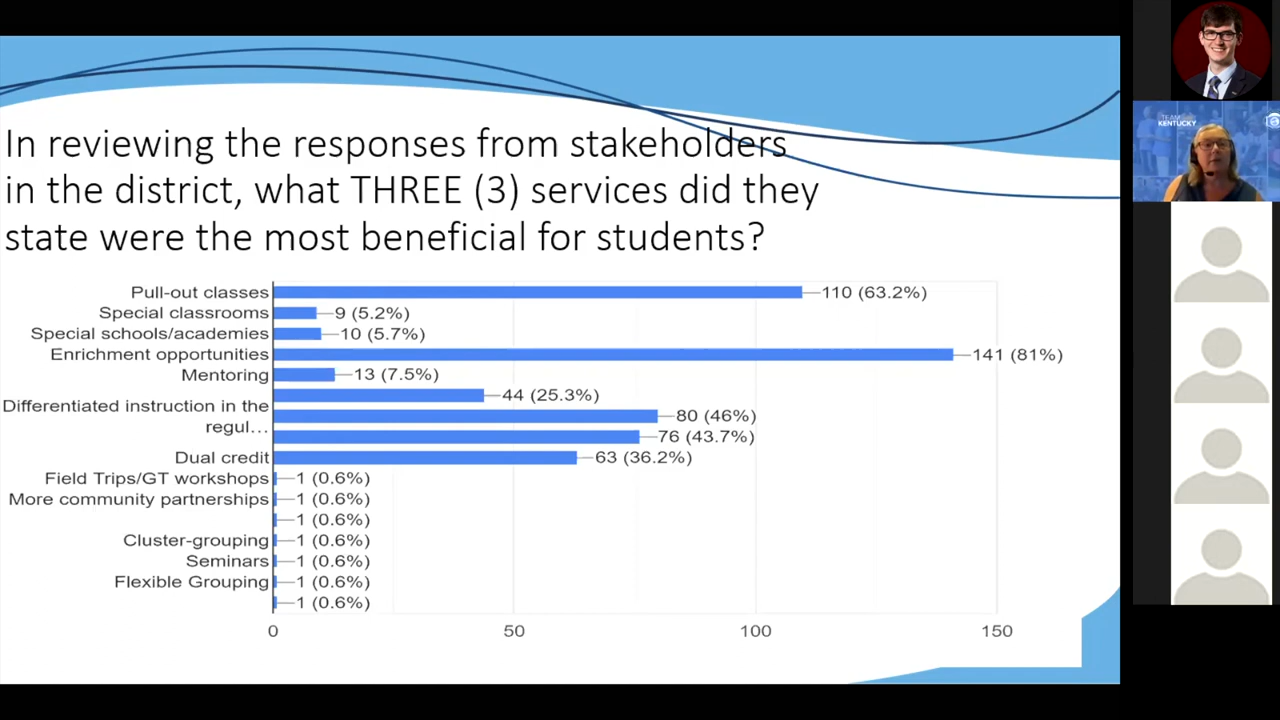 In reviewing the responses from stakeholders
in the district, what THREE (3) services did they
state were the most beneficial for students?
Pull-out classes 110 (63.2%)
Special classrooms 9 (5.2%)
Special schools/academies 10 (5.7%)
Enrichment opportunities 141 (81%)
Mentoring 13 (7.5%)
44 (25.3%)
Differentiated instruction in the
regul… 80 (46%)
76 (43.7%)
Dual credit 63 (36.2%)
Field Trips/GT workshops 1 (0.6%)
More community partnerships 1 (0.6%)
1 (0.6%)
Cluster-grouping 1 (0.6%)
Seminars 1 (0.6%)
Flexible Grouping 1 (0.6%)
1 (0.6%)
0 50 100 150
TEAM
KENTUCKY